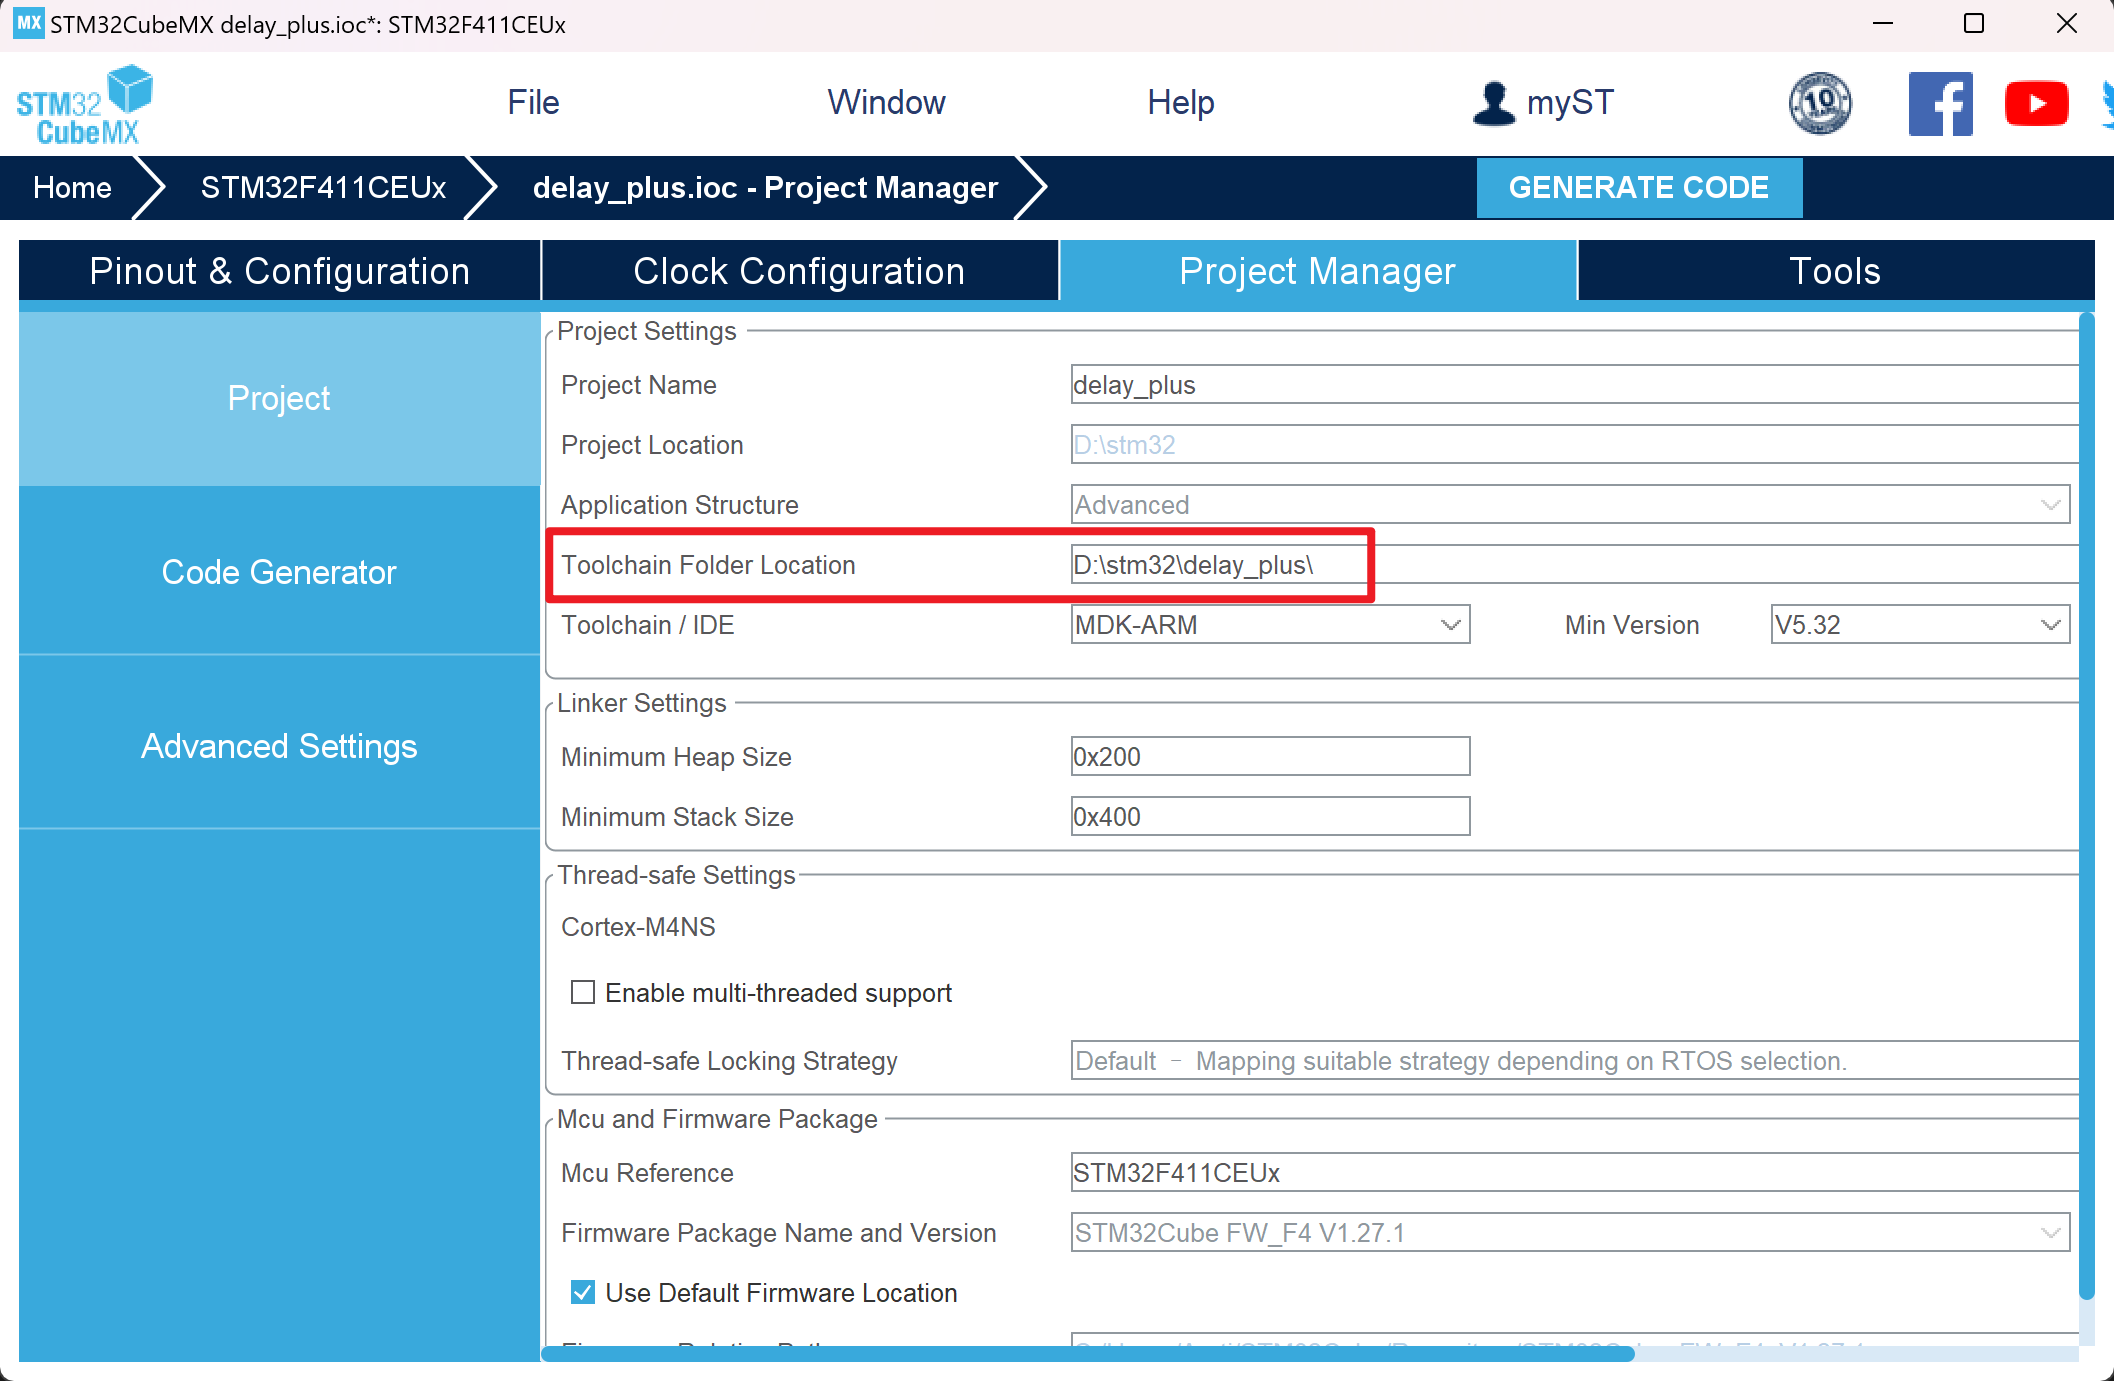 MX STM32CubeMX delay_plus.ioc*: STM32F411CEUx
STM32 CubeMX
File Window Help myST 10 YEARS
Home STM32F411CEUx delay_plus.ioc - Project Manager GENERATE CODE
Pinout & Configuration Clock Configuration Project Manager Tools
Project
Code Generator
Advanced Settings
Project Settings
Project Name delay_plus
Project Location D:\stm32
Application Structure Advanced
Toolchain Folder Location D:\stm32\delay_plus\
Toolchain / IDE MDK-ARM Min Version V5.32
Linker Settings
Minimum Heap Size 0x200
Minimum Stack Size 0x400
Thread-safe Settings
Cortex-M4NS
Enable multi-threaded support
Thread-safe Locking Strategy Default – Mapping suitable strategy depending on RTOS selection.
Mcu and Firmware Package
Mcu Reference STM32F411CEUx
Firmware Package Name and Version STM32Cube FW_F4 V1.27.1
Use Default Firmware Location